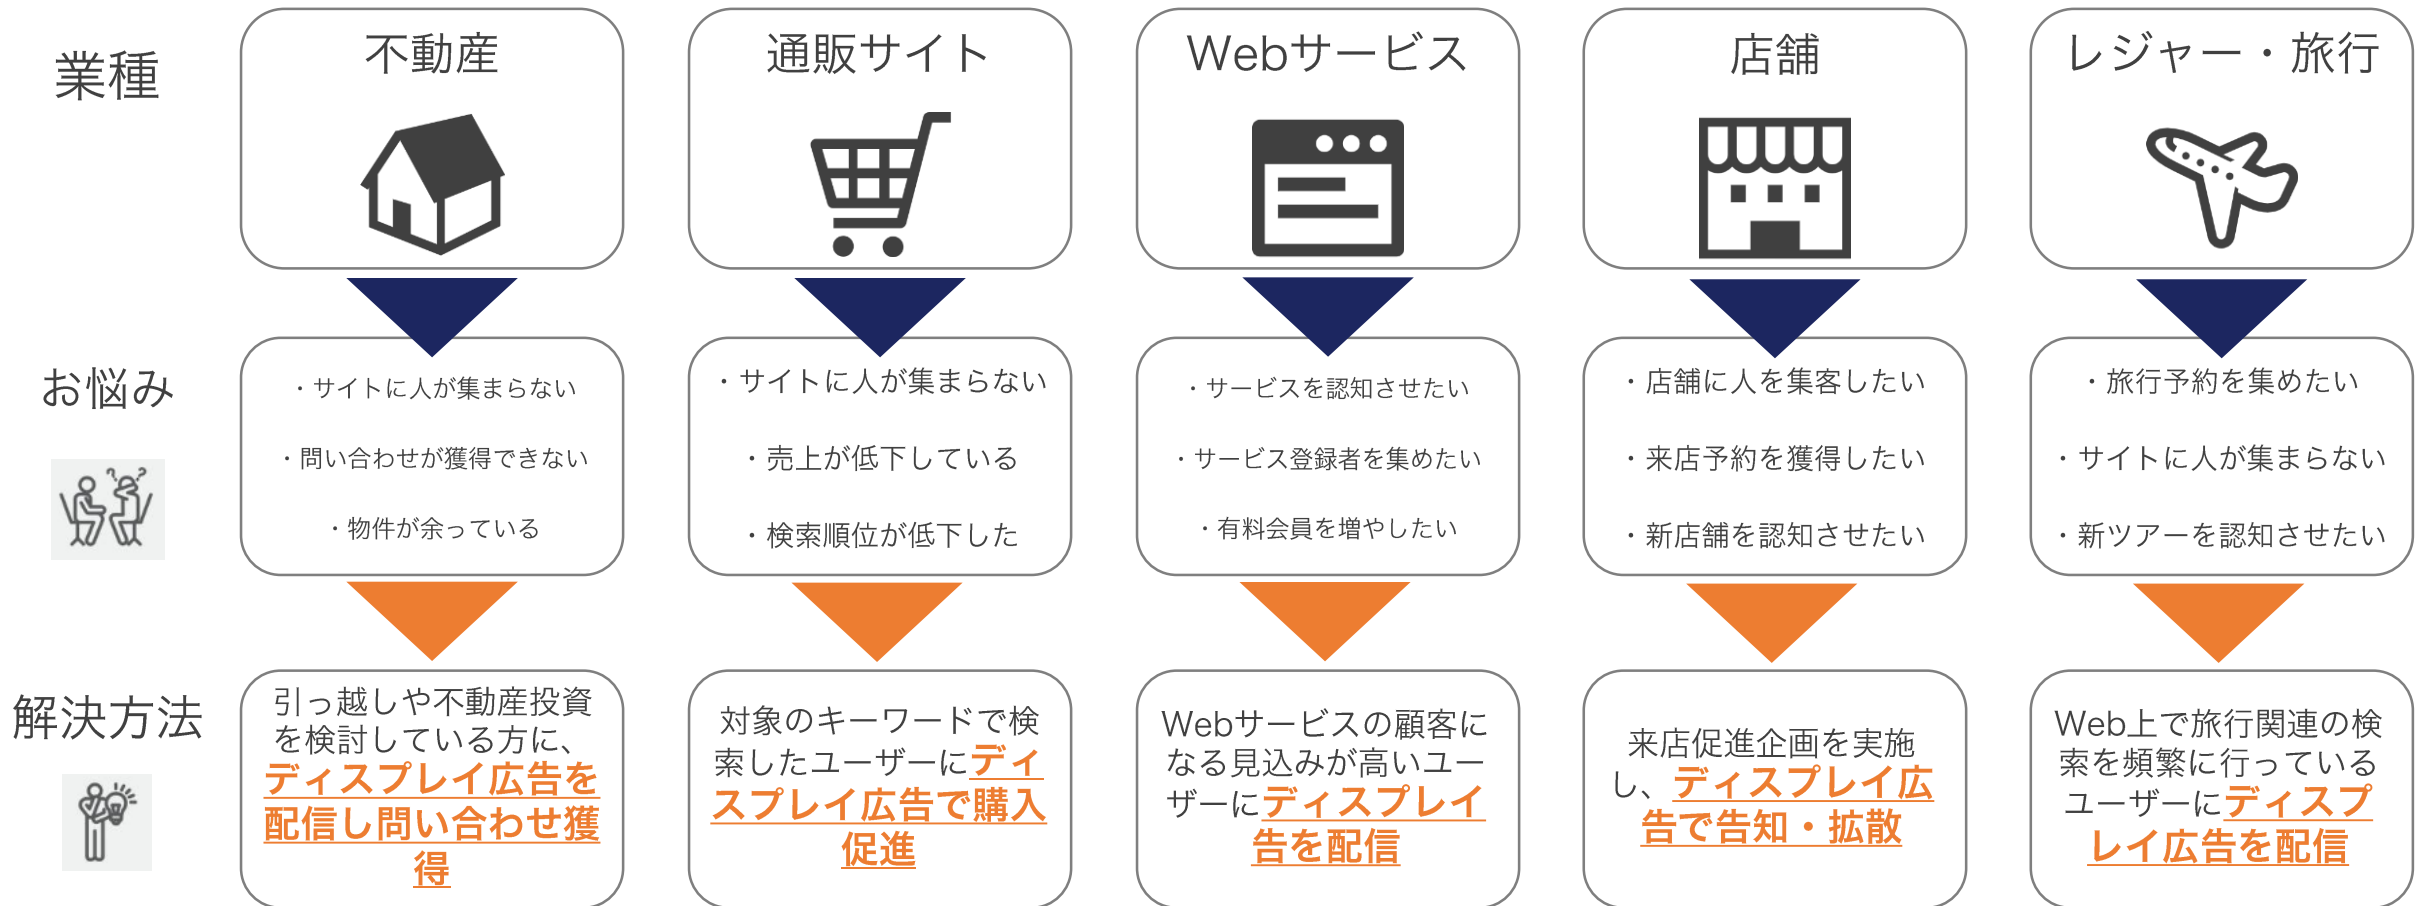 業種
不動産
通販サイト
Webサービス
店舗
レジャー・旅行
お悩み
・サイトに人が集まらない
・問い合わせが獲得できない
・物件が余っている
・サイトに人が集まらない
・売上が低下している
・検索順位が低下した
・サービスを認知させたい
・サービス登録者を集めたい
・有料会員を増やしたい
・店舗に人を集客したい
・来店予約を獲得したい
・新店舗を認知させたい
・旅行予約を集めたい
・サイトに人が集まらない
・新ツアーを認知させたい
解決方法
引っ越しや不動産投資
を検討している方に、
ディスプレイ広告を
配信し問い合わせ獲
得
対象のキーワードで検
索したユーザーにディ
スプレイ広告で購入
促進
Webサービスの顧客に
なる見込みが高いユー
ザーにディスプレイ
告を配信
来店促進企画を実施
し、ディスプレイ広
告で告知・拡散
Web上で旅行関連の検
索を頻繁に行っている
ユーザーにディスプ
レイ広告を配信